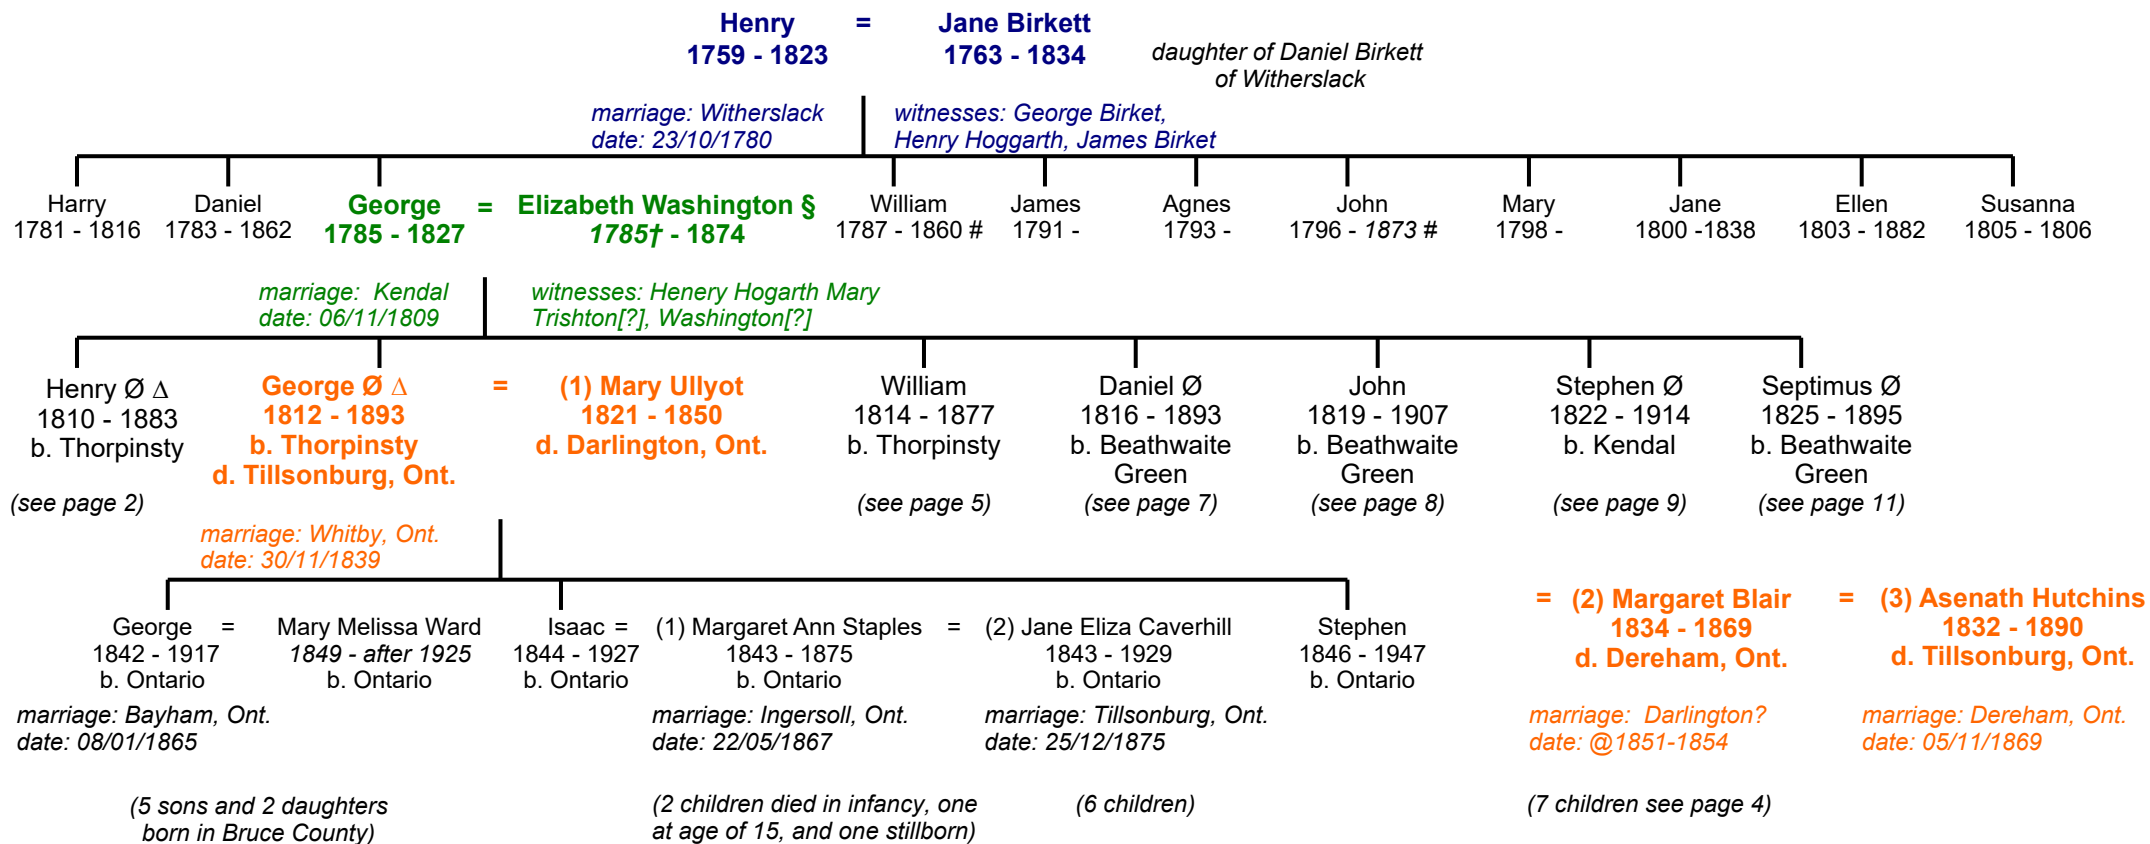 Henry = Jane Birkett
1759 - 1823 1763 - 1834
daughter of Daniel Birkett
of Witherslack
marriage: Witherslack
date: 23/10/1780
witnesses: George Birket,
Henry Hoggarth, James Birket
Harry
1781 - 1816
Daniel
1783 - 1862
George = Elizabeth Washington §
1785 - 1827 1785† - 1874
William
1787 - 1860 #
James
1791 -
Agnes
1793 -
John
1796 - 1873 #
Mary
1798 -
Jane
1800 -1838
Ellen
1803 - 1882
Susanna
1805 - 1806
marriage: Kendal
date: 06/11/1809
witnesses: Henery Hogarth Mary
Trishton[?], Washington[?]
Henry Ø Δ
1810 - 1883
b. Thorpinsty
(see page 2)
George Ø Δ
1812 - 1893
b. Thorpinsty
d. Tillsonburg, Ont.
= (1) Mary Ullyot
1821 - 1850
d. Darlington, Ont.
William
1814 - 1877
b. Thorpinsty
(see page 5)
Daniel Ø
1816 - 1893
b. Beathwaite
Green
(see page 7)
John
1819 - 1907
b. Beathwaite
Green
(see page 8)
Stephen Ø
1822 - 1914
b. Kendal
(see page 9)
Septimus Ø
1825 - 1895
b. Beathwaite
Green
(see page 11)
marriage: Whitby, Ont.
date: 30/11/1839
George =
1842 - 1917
b. Ontario
Mary Melissa Ward
1849 - after 1925
b. Ontario
marriage: Bayham, Ont.
date: 08/01/1865
(5 sons and 2 daughters
born in Bruce County)
Isaac =
1844 - 1927
b. Ontario
(1) Margaret Ann Staples
1843 - 1875
b. Ontario
marriage: Ingersoll, Ont.
date: 22/05/1867
(2 children died in infancy, one
at age of 15, and one stillborn)
= (2) Jane Eliza Caverhill
1843 - 1929
b. Ontario
marriage: Tillsonburg, Ont.
date: 25/12/1875
(6 children)
Stephen
1846 - 1947
b. Ontario
= (2) Margaret Blair
1834 - 1869
d. Dereham, Ont.
marriage: Darlington?
date: @1851-1854
(7 children see page 4)
= (3) Asenath Hutchins
1832 - 1890
d. Tillsonburg, Ont.
marriage: Dereham, Ont.
date: 05/11/1869